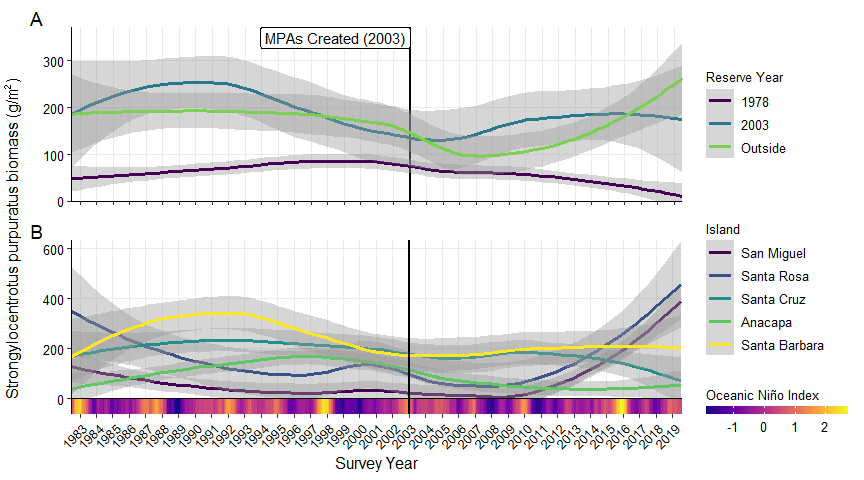 A
MPAs Created (2003)
300
200
100
0
Reserve Year
1978
2003
Outside
Strongylocentrotus purpuratus biomass (g/m²)
B
600
400
200
0
Island
San Miguel
Santa Rosa
Santa Cruz
Anacapa
Santa Barbara
Oceanic Niño Index
-1 0 1 2
1983 1984 1985 1986 1987 1988 1989 1990 1991 1992 1993 1994 1995 1996 1997 1998 1999 2000 2001 2002 2003 2004 2005 2006 2007 2008 2009 2010 2011 2012 2013 2014 2015 2016 2017 2018 2019
Survey Year